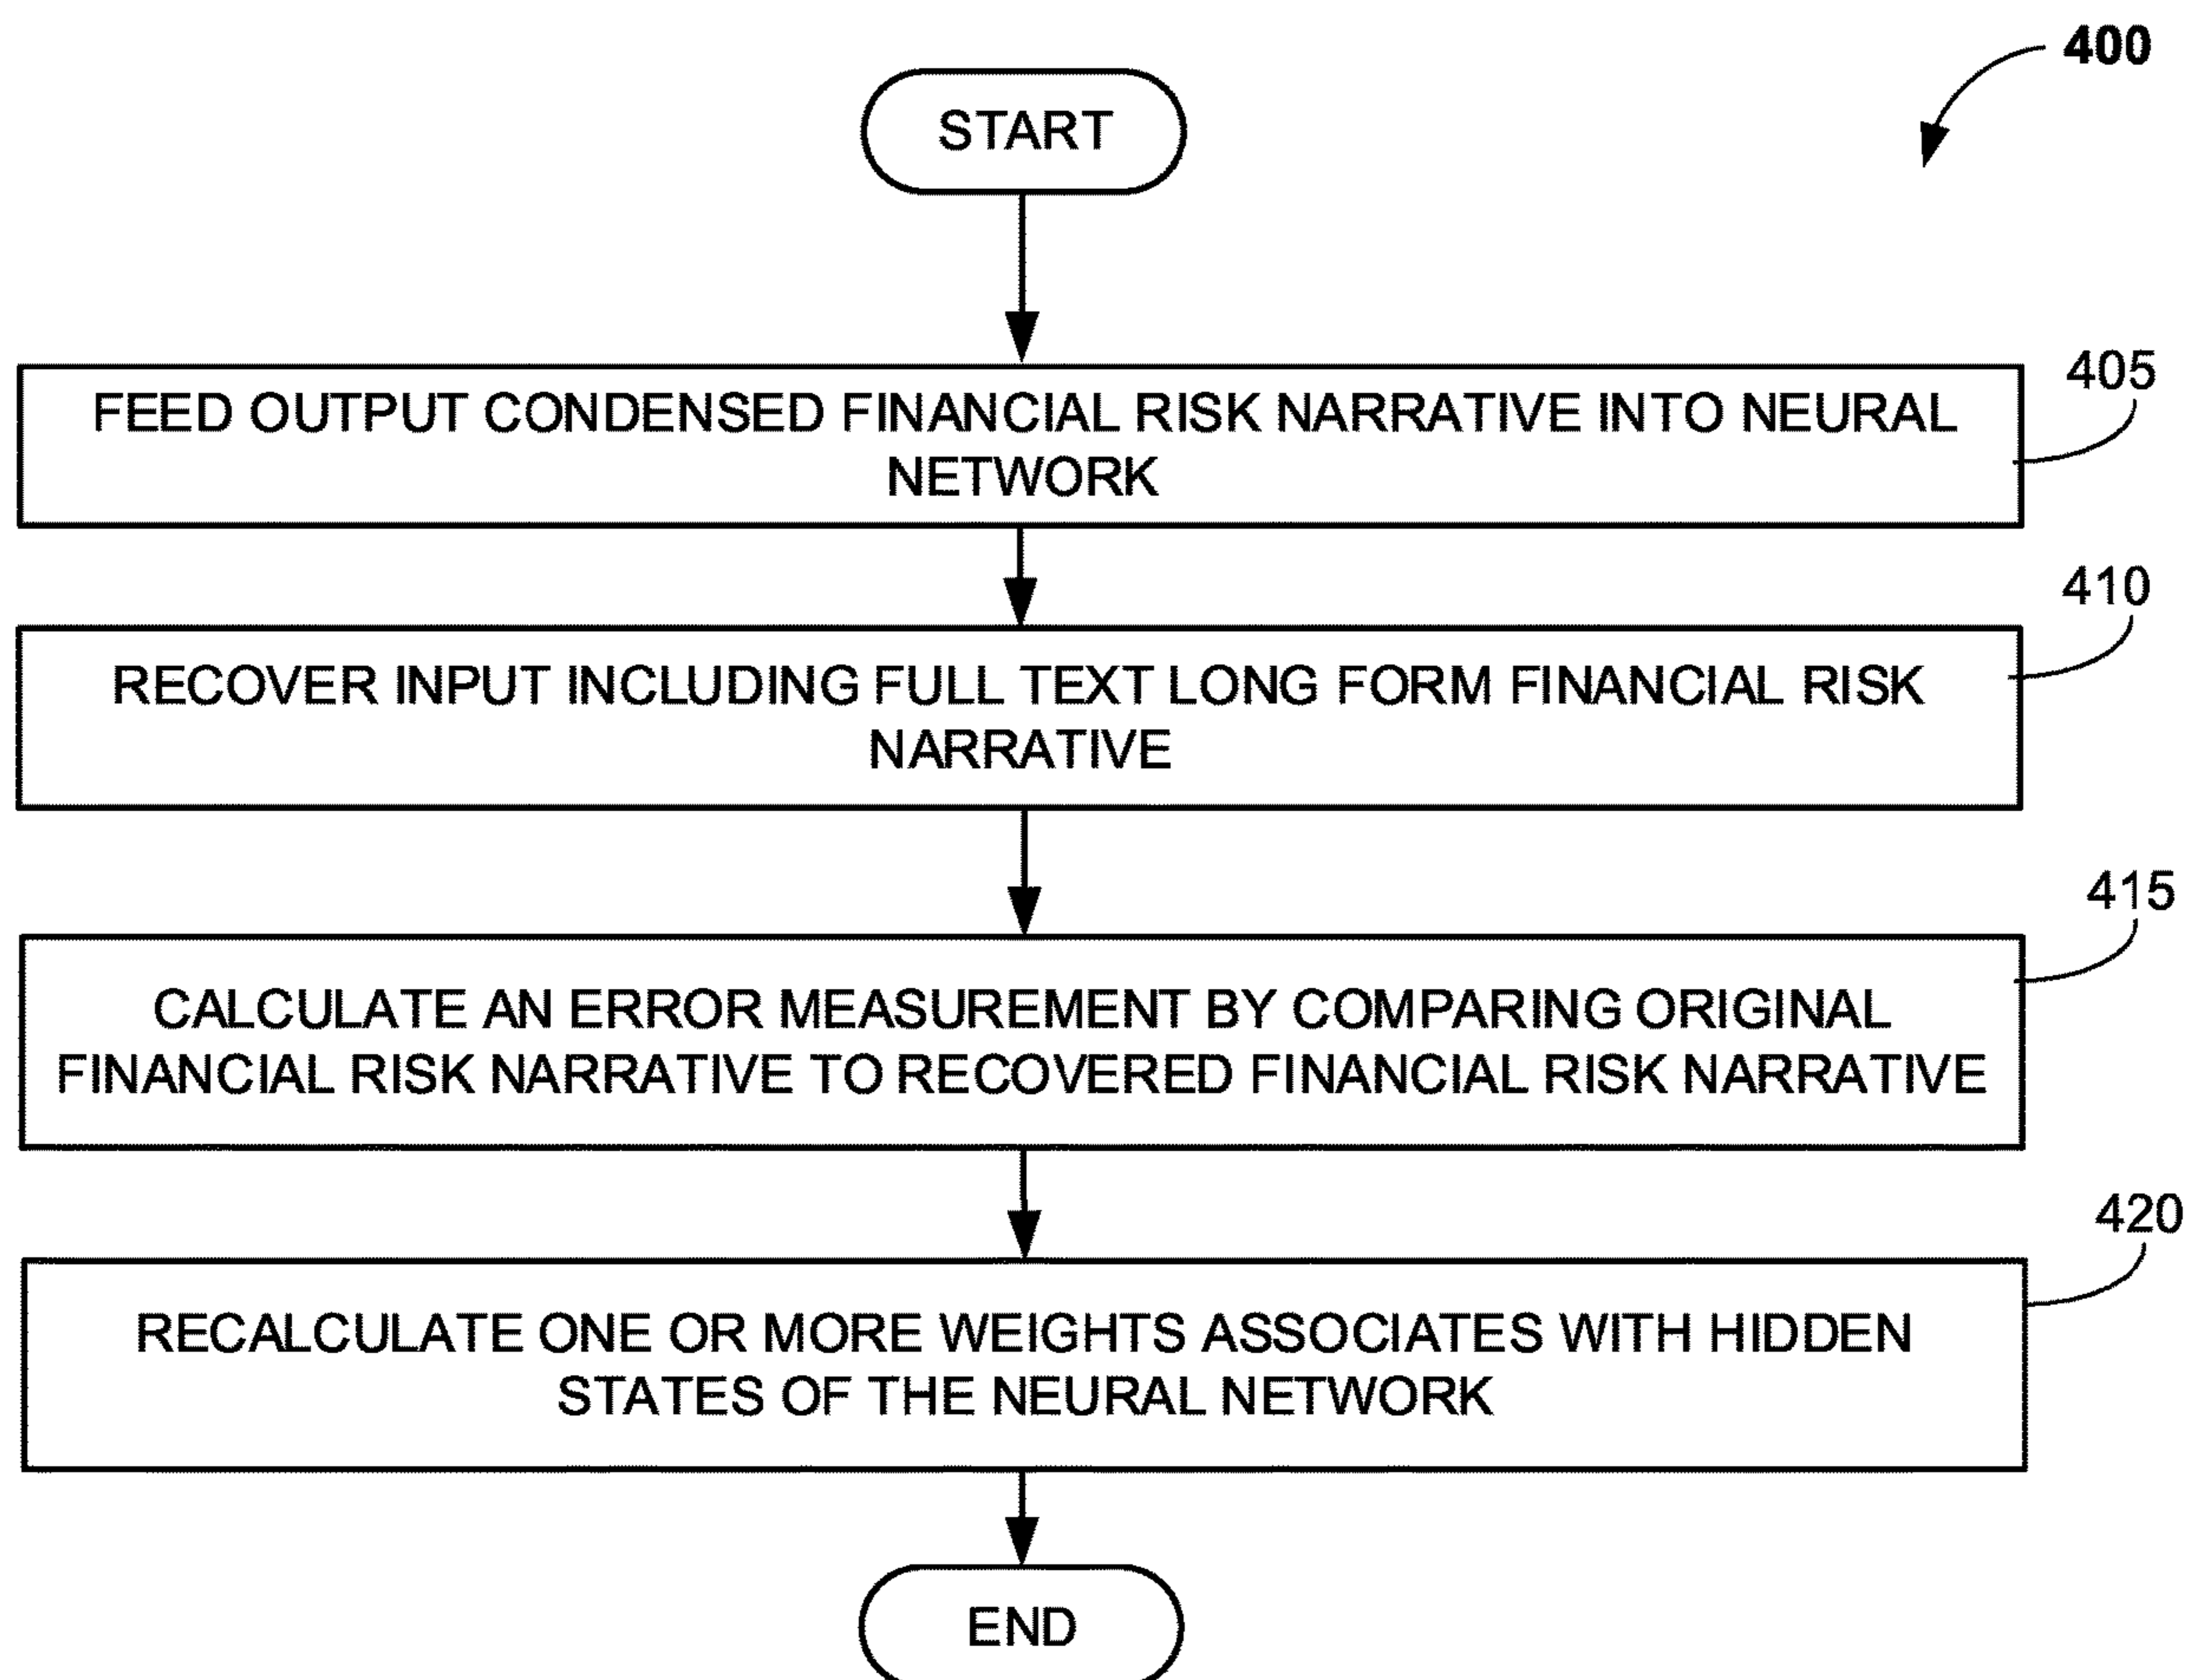 400
START
405
FEED OUTPUT CONDENSED FINANCIAL RISK NARRATIVE INTO NEURAL
NETWORK
410
RECOVER INPUT INCLUDING FULL TEXT LONG FORM FINANCIAL RISK
NARRATIVE
415
CALCULATE AN ERROR MEASUREMENT BY COMPARING ORIGINAL
FINANCIAL RISK NARRATIVE TO RECOVERED FINANCIAL RISK NARRATIVE
420
RECALCULATE ONE OR MORE WEIGHTS ASSOCIATES WITH HIDDEN
STATES OF THE NEURAL NETWORK
END